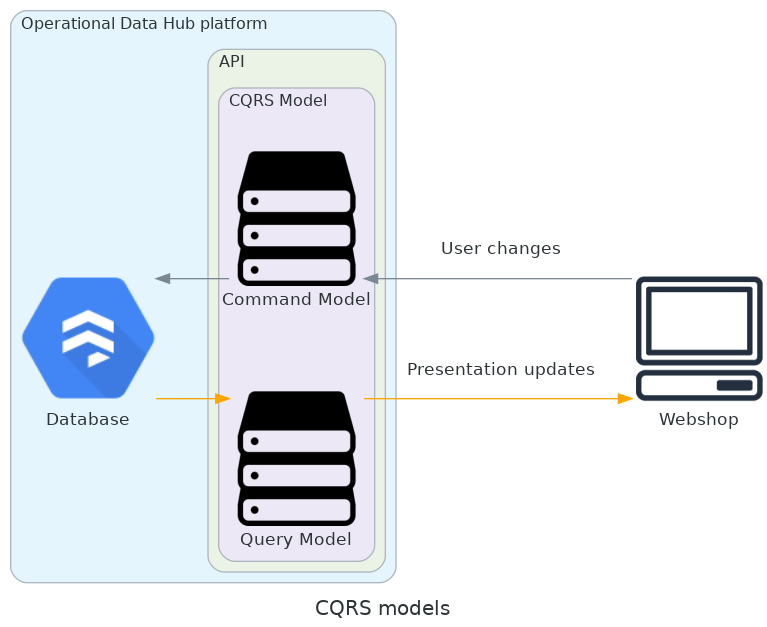 Operational Data Hub platform
API
CQRS Model
User changes
Command Model
Presentation updates
Database
Webshop
Query Model
CQRS models